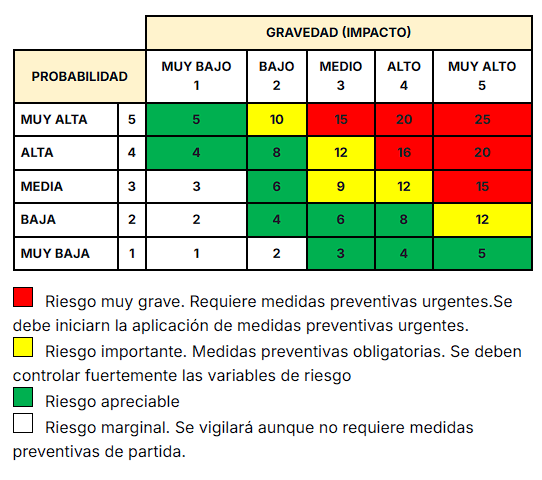 GRAVEDAD (IMPACTO)
PROBABILIDAD MUY BAJO 1 BAJO 2 MEDIO 3 ALTO 4 MUY ALTO 5
MUY ALTA 5 5 10 15 20 25
ALTA 4 4 8 12 16 20
MEDIA 3 3 6 9 12 15
BAJA 2 2 4 6 8 12
MUY BAJA 1 1 2 3 4 5
Riesgo muy grave. Requiere medidas preventivas urgentes.Se
debe iniciarn la aplicación de medidas preventivas urgentes.
Riesgo importante. Medidas preventivas obligatorias. Se deben
controlar fuertemente las variables de riesgo
Riesgo apreciable
Riesgo marginal. Se vigilará aunque no requiere medidas
preventivas de partida.